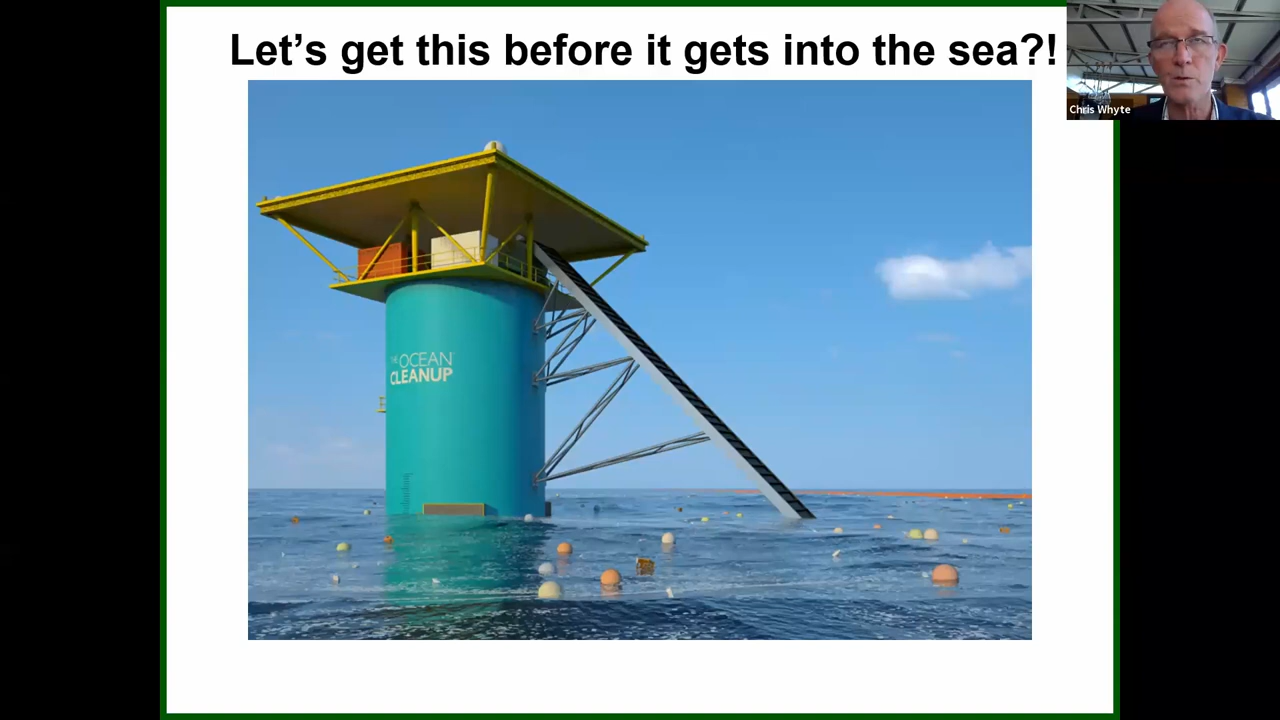 Let's get this before it gets into the sea?!
Chris Whyte
THE OCEAN
CLEANUP